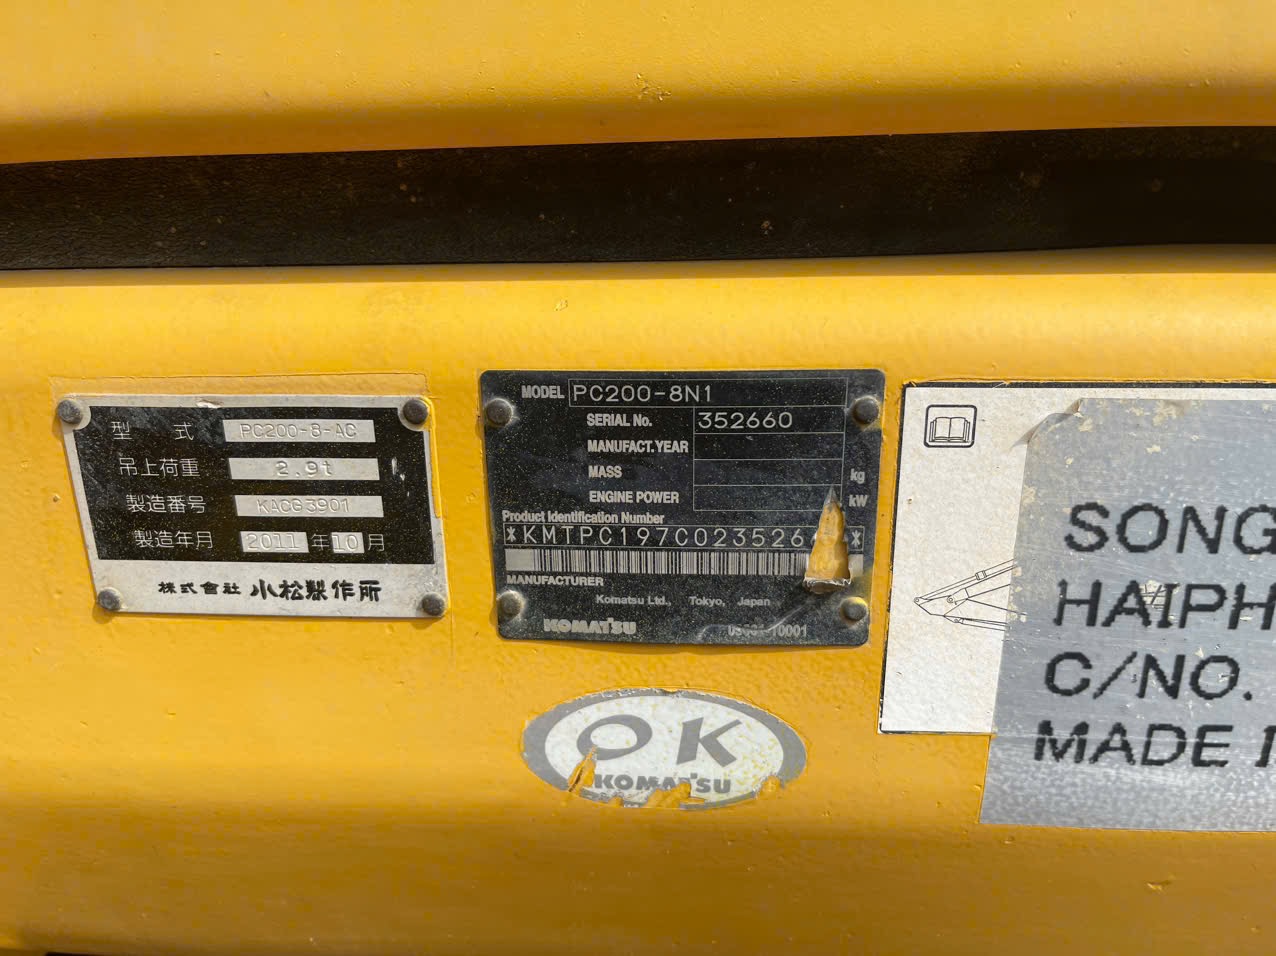 型 式 PC200-8-AC
吊上荷重 2.9t
製造番号 KACG3901
製造年月 2011 年 10 月
株式會社 小松製作所
MODEL PC200-8N1
SERIAL No. 352660
MANUFACT.YEAR
MASS kg
ENGINE POWER kW
Product Identification Number
*KMTPC197C023526
MANUFACTURER
Komatsu Ltd., Tokyo, Japan
KOMATSU
10001
OK
KOMATSU
SONG
HAIPH
C/NO.
MADE